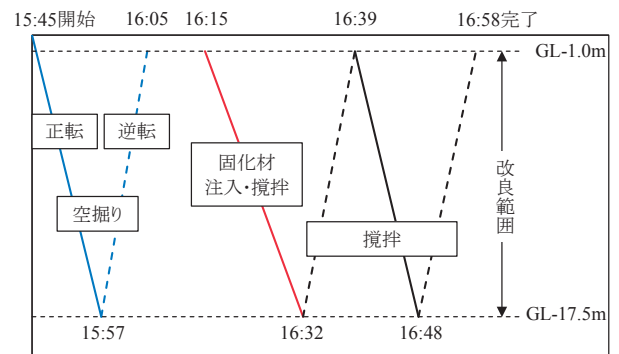 15:45開始
16:05
16:15
16:39
16:58完了
GL-1.0m
正転
逆転
固化材
注入・撹拌
改良範囲
空掘り
撹拌
GL-17.5m
15:57
16:32
16:48